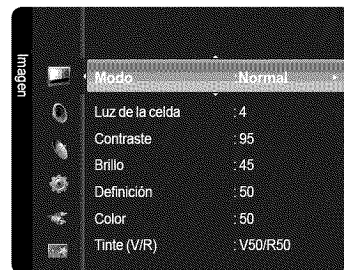 Imagen
Modo :Normal
Luz de la celda : 4
Contraste : 95
Brillo : 45
Definición : 50
Color : 50
Tinte (V/R) : V50/R50